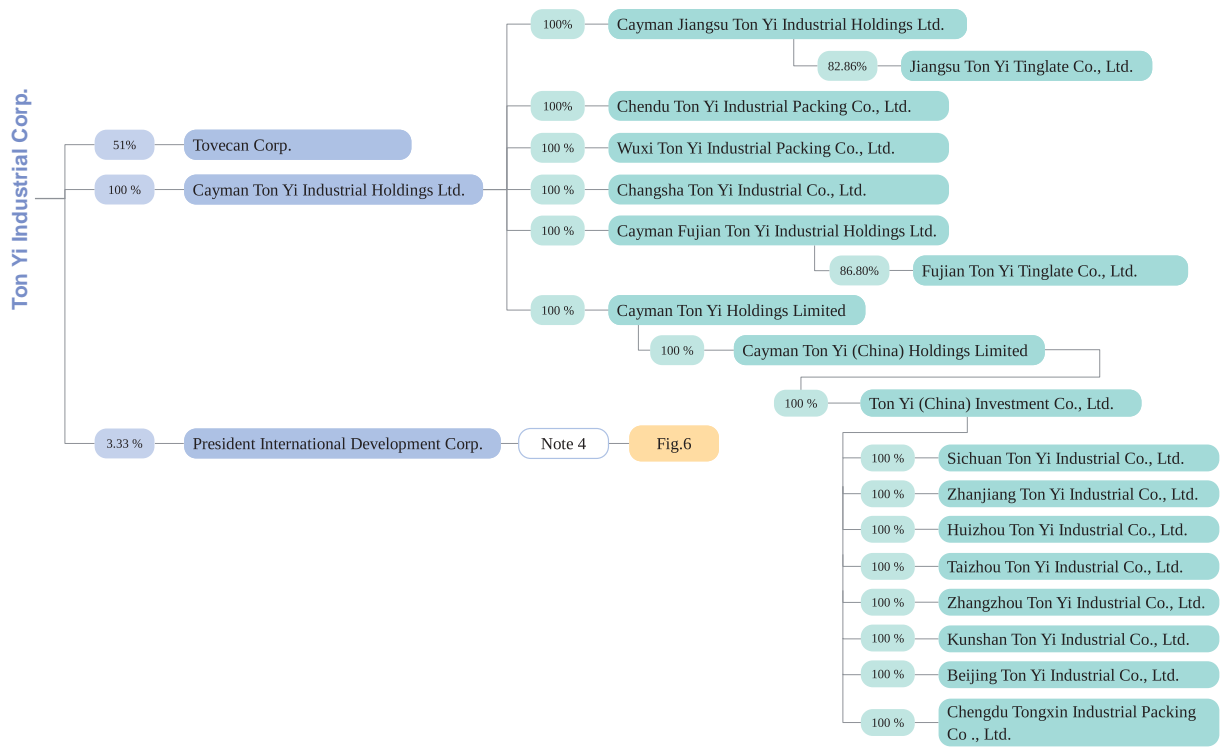 Ton Yi Industrial Corp.
51%
Tovecan Corp.
100 %
Cayman Ton Yi Industrial Holdings Ltd.
100%
Cayman Jiangsu Ton Yi Industrial Holdings Ltd.
82.86%
Jiangsu Ton Yi Tinglate Co., Ltd.
100%
Chendu Ton Yi Industrial Packing Co., Ltd.
100 %
Wuxi Ton Yi Industrial Packing Co., Ltd.
100 %
Changsha Ton Yi Industrial Co., Ltd.
100 %
Cayman Fujian Ton Yi Industrial Holdings Ltd.
86.80%
Fujian Ton Yi Tinglate Co., Ltd.
100 %
Cayman Ton Yi Holdings Limited
100 %
Cayman Ton Yi (China) Holdings Limited
100 %
Ton Yi (China) Investment Co., Ltd.
100 %
Sichuan Ton Yi Industrial Co., Ltd.
100 %
Zhanjiang Ton Yi Industrial Co., Ltd.
100 %
Huizhou Ton Yi Industrial Co., Ltd.
100 %
Taizhou Ton Yi Industrial Co., Ltd.
100 %
Zhangzhou Ton Yi Industrial Co., Ltd.
100 %
Kunshan Ton Yi Industrial Co., Ltd.
100 %
Beijing Ton Yi Industrial Co., Ltd.
100 %
Chengdu Tongxin Industrial Packing
Co ., Ltd.
3.33 %
President International Development Corp.
Note 4
Fig.6